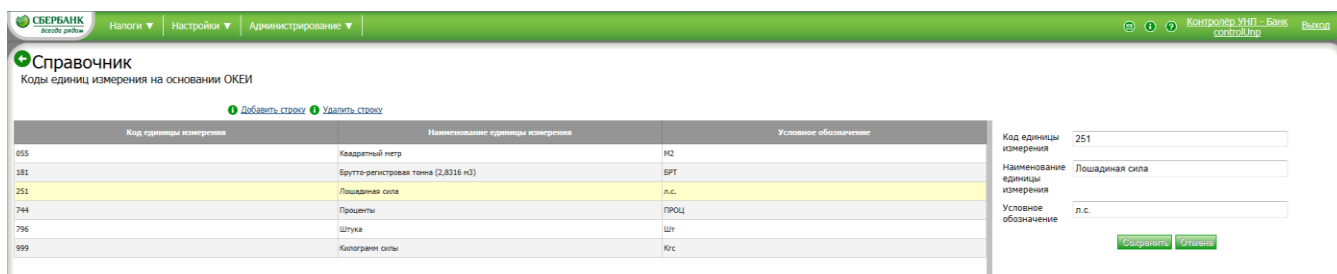 СБЕРБАНК
Всегда рядом
Налоги ▼ Настройки ▼ Администрирование ▼
Контролёр УНП - Банк
controlUnp
Выход
Справочник
Коды единиц измерения на основании ОКЕИ
Добавить строку Удалить строку
Код единицы измерения Наименование единицы измерения Условное обозначение
055 Квадратный метр М2
181 Брутто-регистровая тонна (2,8316 м3) БРТ
251 Лошадиная сила л.с.
744 Проценты ПРОЦ
796 Штука Шт
999 Килограмм силы Кгс
Код единицы
измерения
251
Наименование
единицы
измерения
Лошадиная сила
Условное
обозначение
л.с.
Сохранить Отмена